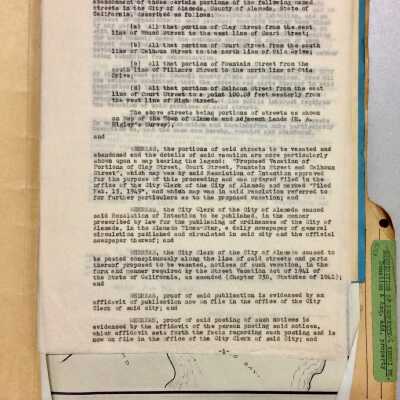 abandonment of those certain portions of the following named
streets in the City of Alameda, County of Alameda, State of
California, described as follows:
(a) All that portion of Clay Street from the east
line of Mound Street to the west line of Court Street;
(b) All that portion of Court Street from the south
line of Calhoun Street to the north line of Otis Drive;
(c) All that portion of Fountain Street from the
south line of Fillmore Street to the north line of Otis
Drive;
(d) All that portion of Calhoun Street from the east
line of Court Street to a point 100.09 feet westerly from
the west line of High Street.
The above streets being portions of streets as shown
on Map of the Town of Alameda and adjacent Lands
Higley's Survey),
and
WHEREAS, the portions of said streets to be vacated and
abandoned and the details of said vacation are more particularly
shown upon a map bearing the legend: "Proposed Vacation of
Portions of Clay Street, Court Street, Fountain Street and Calhoun
Street", which map was by said Resolution of Intention approved
for the purpose of this proceeding and was ordered filed in the
office of the City Clerk of the City of Alameda and marked "Filed
Feb. 15, 1949", and which map was in said resolution referred to
for further particulars as to the proposed vacation; and
WHEREAS, the City Clerk of the City of Alameda caused
said Resolution of Intention to be published, in the manner
prescribed by law for the publishing of ordinances of the City of
Alameda, in the Alameda Times-Star, a daily newspaper of general
circulation published and circulated in said city and the official
newspaper thereof; and
WHEREAS, the City Clerk of the City of Alameda caused to
be posted conspicuously along the line of said streets and parts
thereof proposed to be vacated, notices of such vacation, in the
form and manner required by the Street Vacation Act of 1941 of
the State of California, as amended (Chapter 230, Statutes of 1941);
and
WHEREAS, proof of said publication is evidenced by an
affidavit of publication now on file in the office of the City
Clerk of said city; and
WHEREAS, proof of said posting of such notices is
evidenced by the affidavit of the person posting said notices,
which affidavit sets forth the facts regarding such posting and is
now on file in the office of the City Clerk of said City; and
-2-